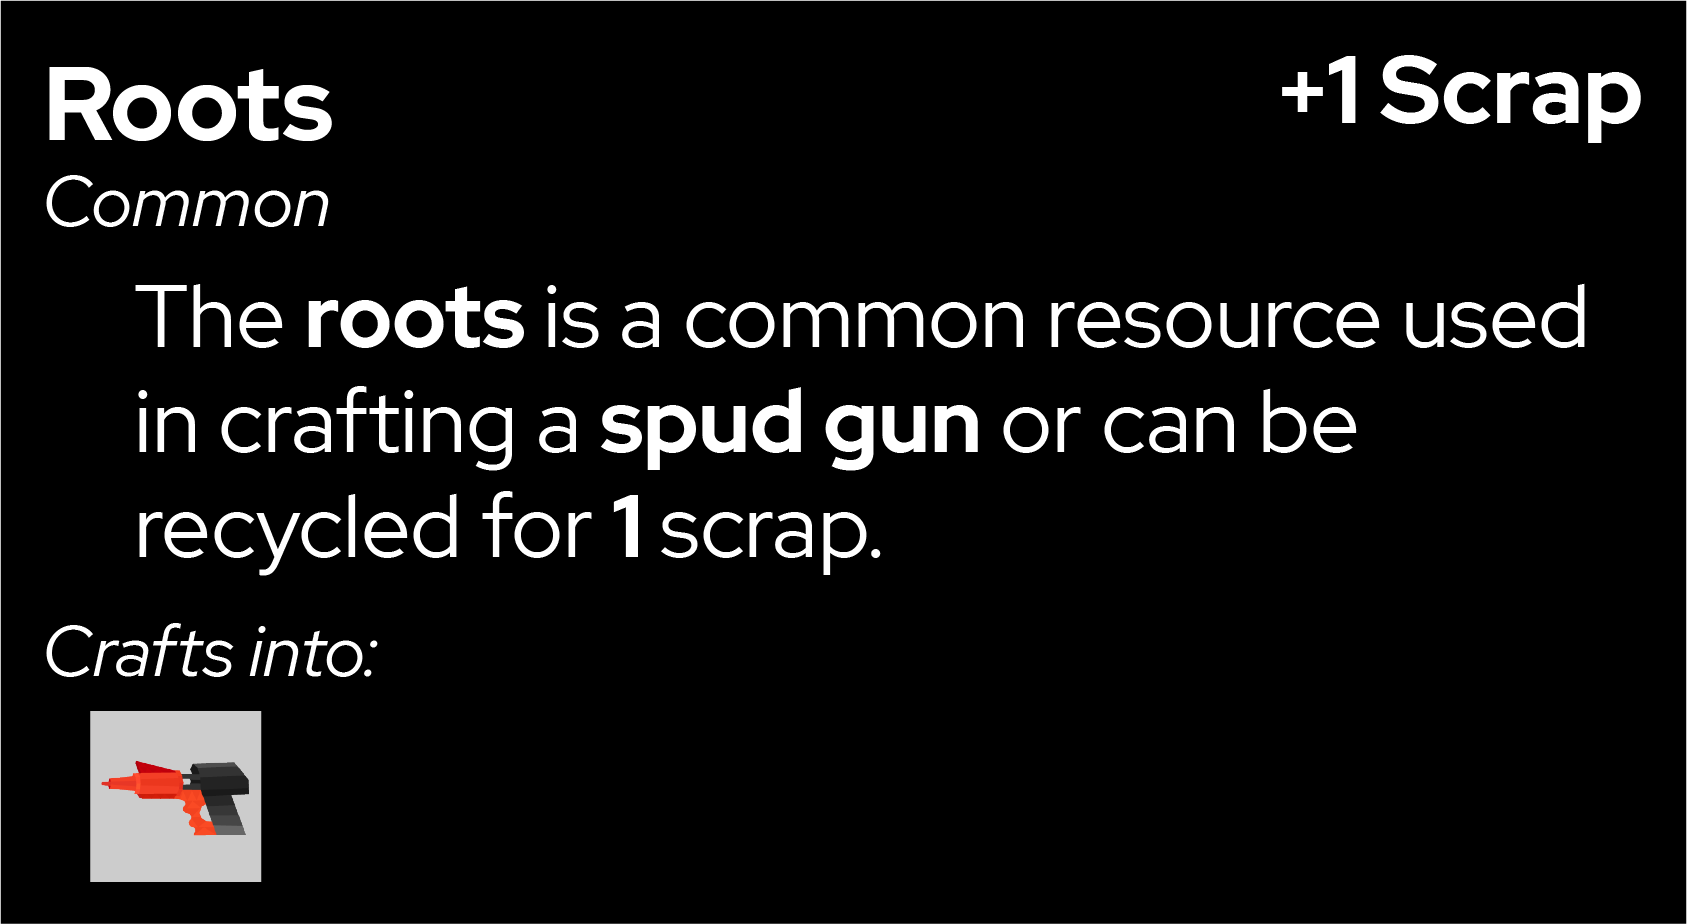 Roots
+1 Scrap
Common
The roots is a common resource used
in crafting a spud gun or can be
recycled for 1 scrap.
Crafts into: